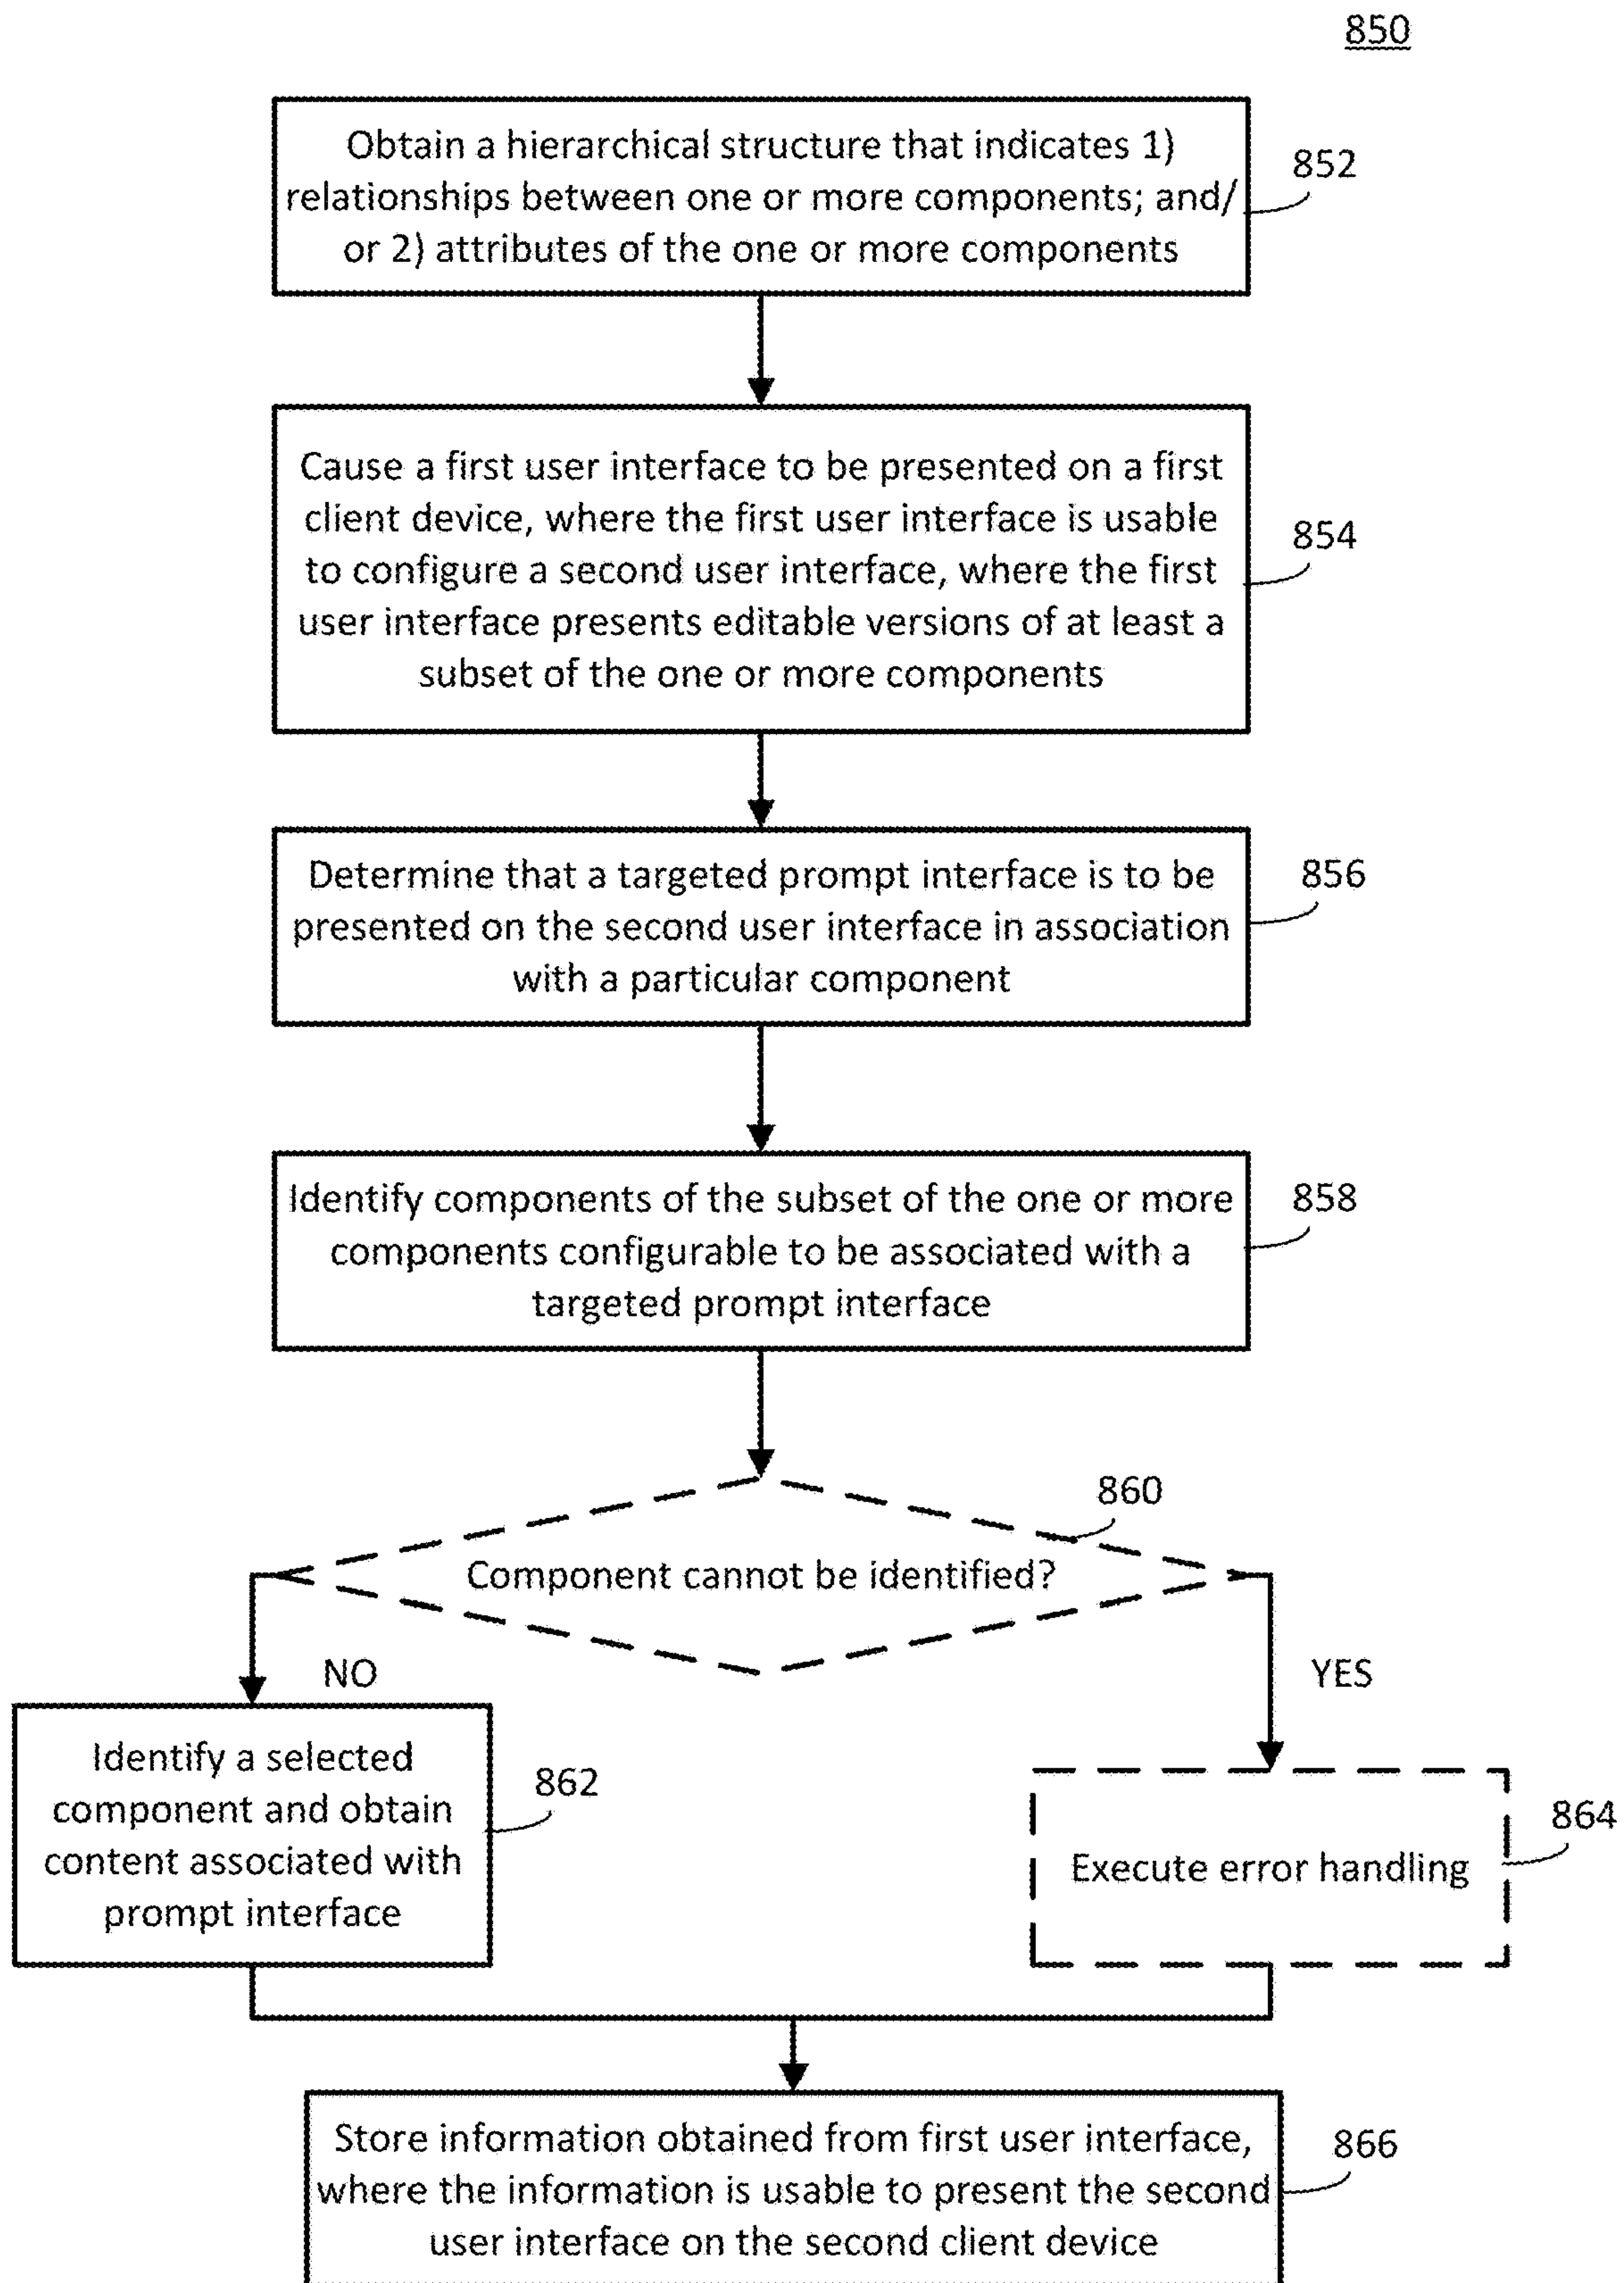 850
Obtain a hierarchical structure that indicates 1)
relationships between one or more components; and/
or 2) attributes of the one or more components
852
Cause a first user interface to be presented on a first
client device, where the first user interface is usable
to configure a second user interface, where the first
user interface presents editable versions of at least a
subset of the one or more components
854
Determine that a targeted prompt interface is to be
presented on the second user interface in association
with a particular component
856
Identify components of the subset of the one or more
components configurable to be associated with a
targeted prompt interface
858
860
Component cannot be identified?
NO
YES
Identify a selected
component and obtain
content associated with
prompt interface
862
Execute error handling
864
Store information obtained from first user interface,
where the information is usable to present the second
user interface on the second client device
866